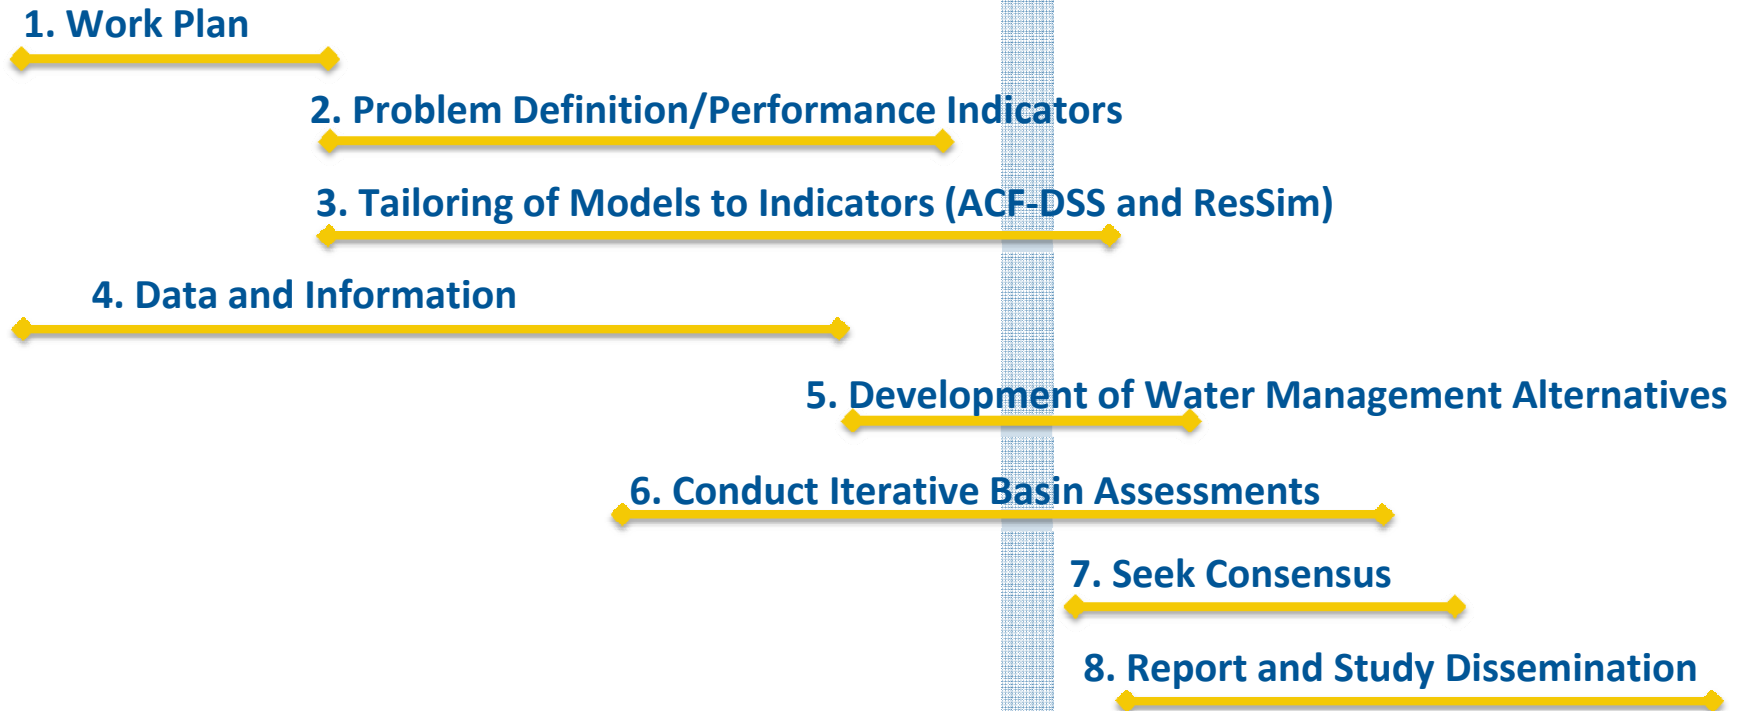 1. Work Plan
2. Problem Definition/Performance Indicators
3. Tailoring of Models to Indicators (ACF-DSS and ResSim)
4. Data and Information
5. Development of Water Management Alternatives
6. Conduct Iterative Basin Assessments
7. Seek Consensus
8. Report and Study Dissemination